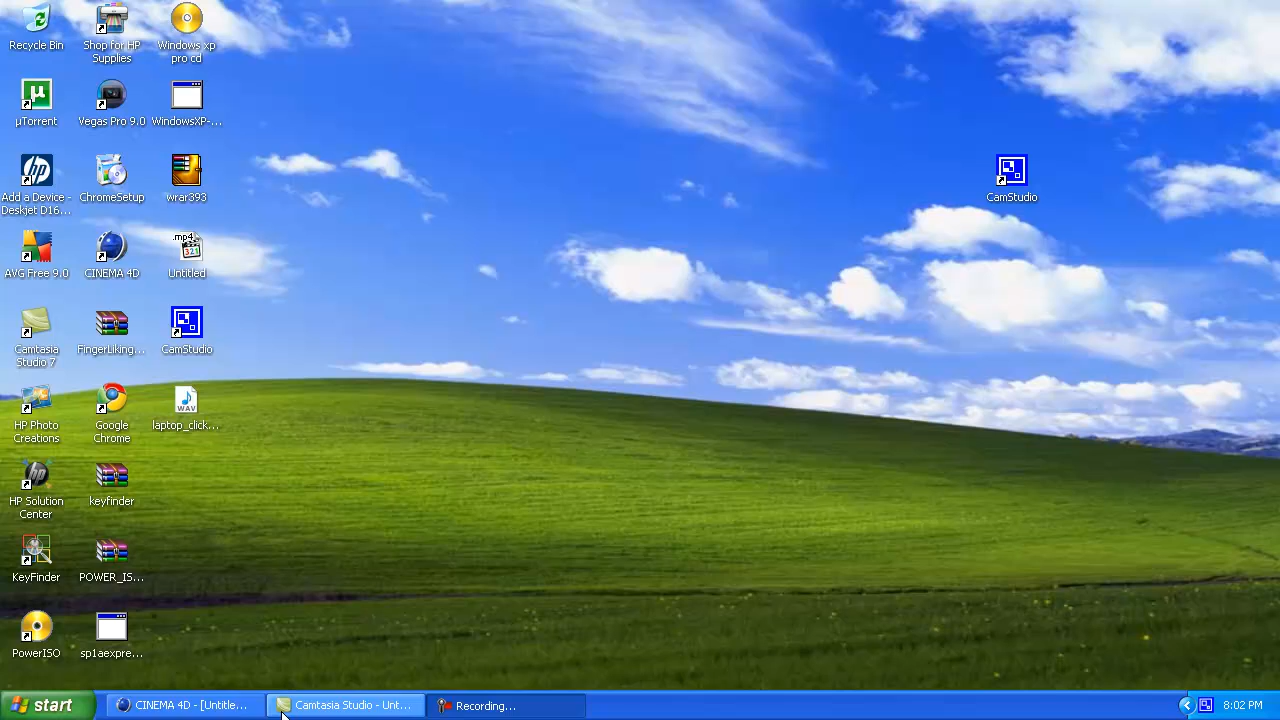 Recycle Bin
Shop for HP
Supplies
Windows xp
pro cd
µTorrent
Vegas Pro 9.0
WindowsXP-...
Add a Device -
Deskjet D16...
ChromeSetup
wrar393
CamStudio
AVG Free 9.0
CINEMA 4D
.mp4
321
Untitled
Camtasia
Studio 7
FingerLiking...
CamStudio
HP Photo
Creations
Google
Chrome
WAV
laptop_click...
HP Solution
Center
keyfinder
KeyFinder
POWER_IS...
PowerISO
sp1aexpre...
start
CINEMA 4D - [Untitle...
Camtasia Studio - Unt...
Recording...
8:02 PM